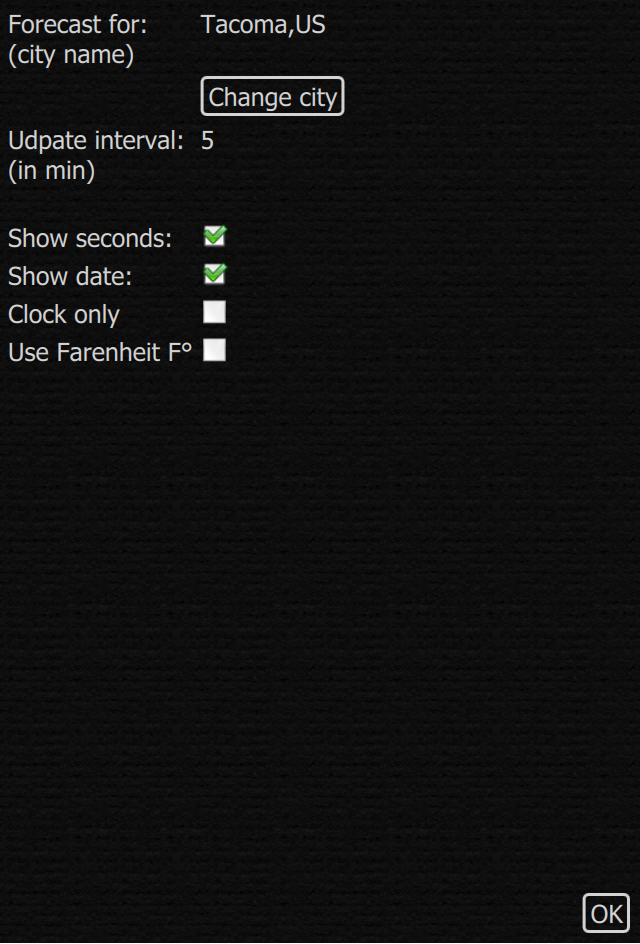 Forecast for: Tacoma,US
(city name)
Change city
Udpate interval: 5
(in min)
Show seconds:
Show date:
Clock only
Use Farenheit F°
OK